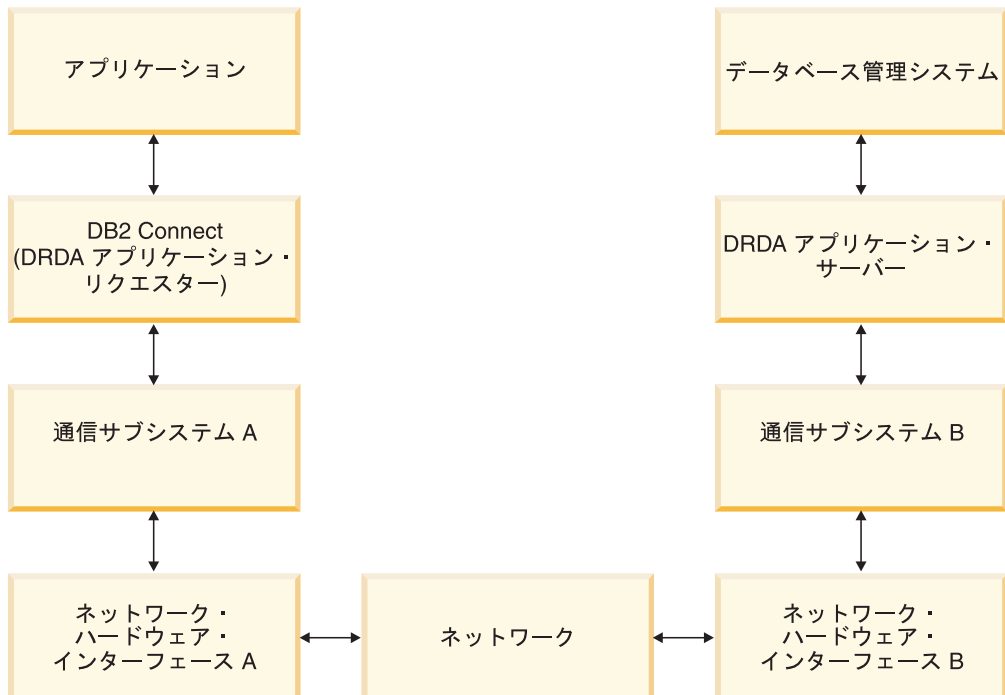 アプリケーション
データベース管理システム
DB2 Connect
(DRDA アプリケーション・
リクエスター)
DRDA アプリケーション・
サーバー
通信サブシステム A
通信サブシステム B
ネットワーク・
ハードウェア・
インターフェース A
ネットワーク
ネットワーク・
ハードウェア・
インターフェース B